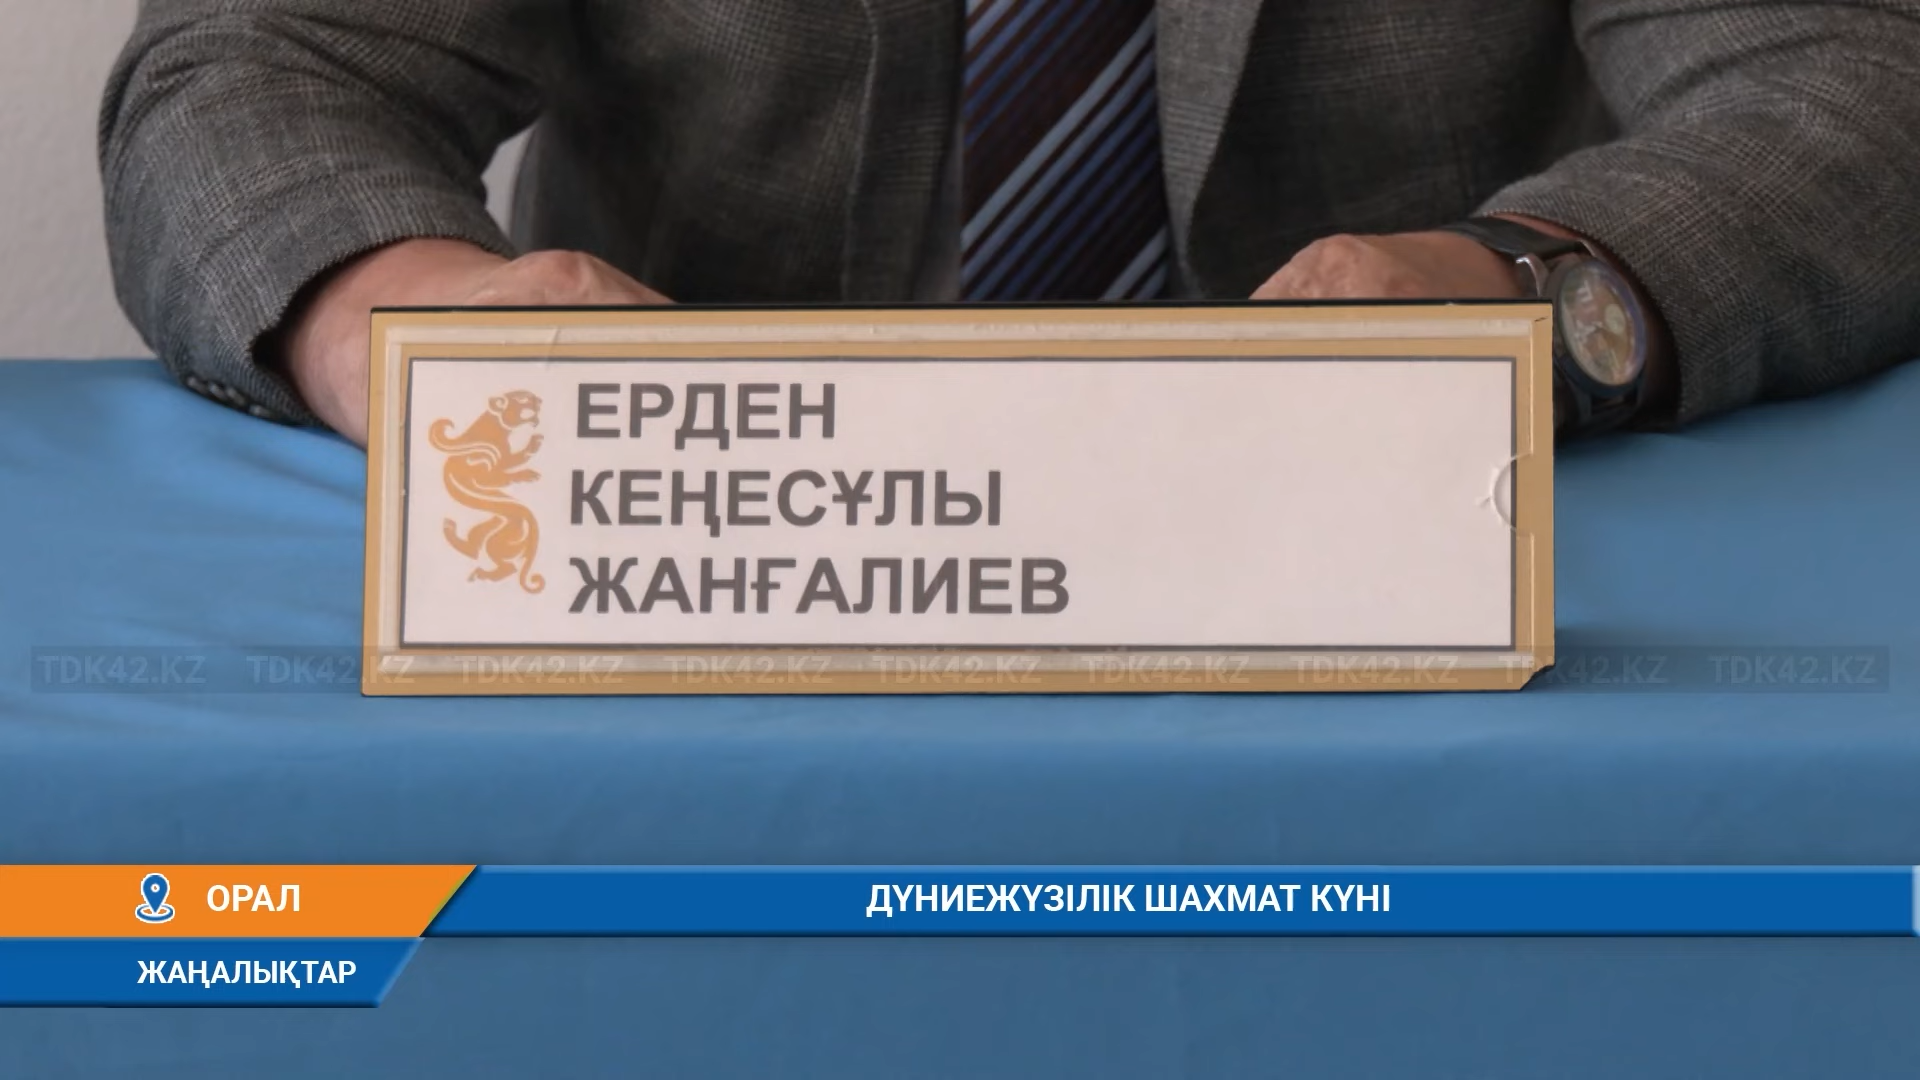 ЕРДЕН
КЕҢЕСҰЛЫ
ЖАНҒАЛИЕВ
TDK42.KZ TDK42.KZ TDK42.KZ TDK42.KZ TDK42.KZ TDK42.KZ TDK42.KZ TDK42.KZ TDK42.KZ
ОРАЛ
ДҮНИЕЖҮЗІЛІК ШАХМАТ КҮНІ
ЖАҢАЛЫҚТАР